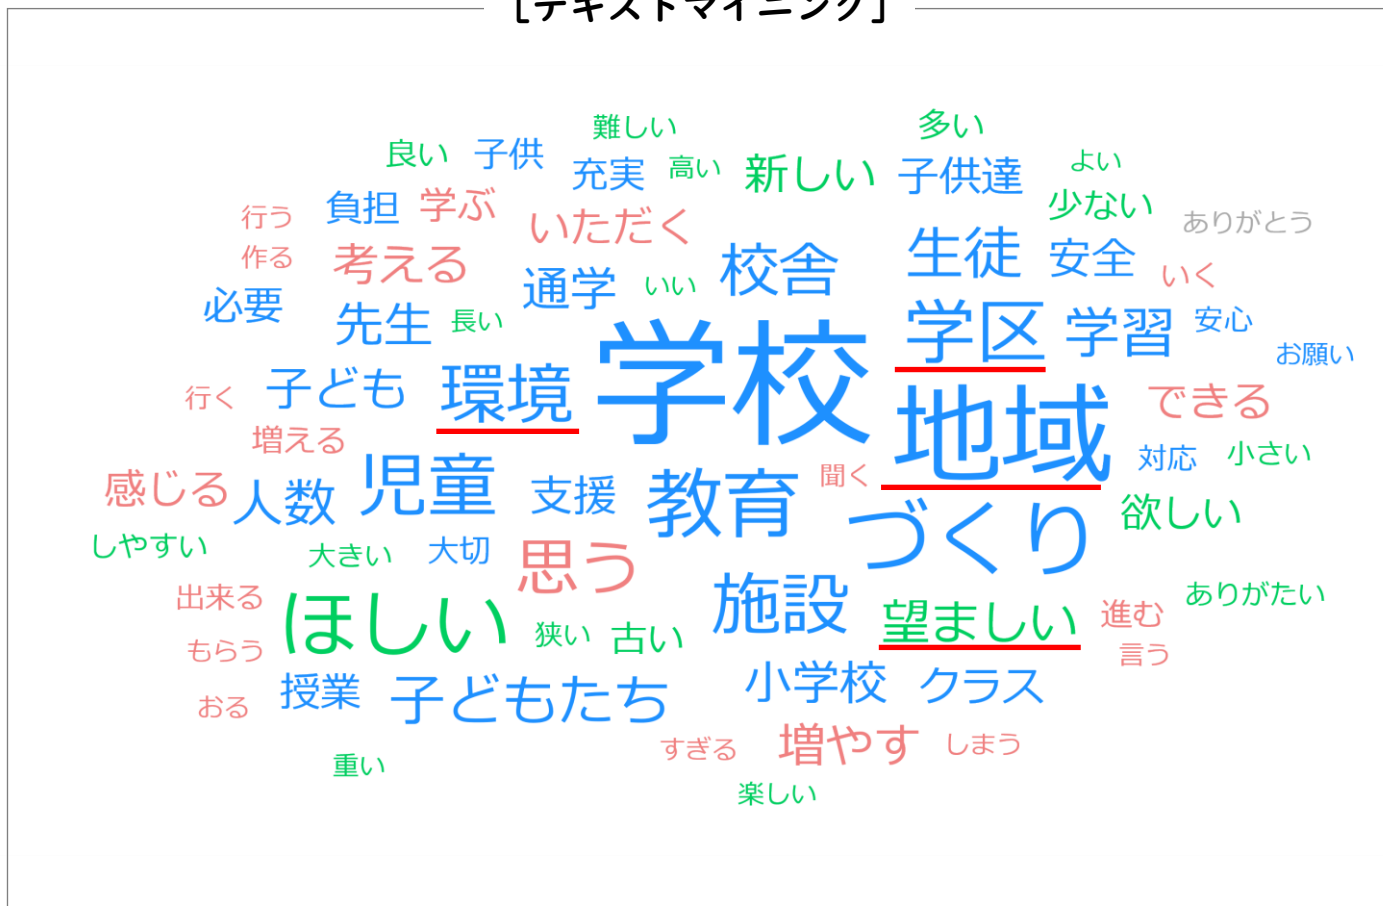 ［テキストマイニング］
難しい 多い
良い 子供 充実 高い 新しい 子供達 よい
行う 負担 学ぶ いただく 少ない ありがとう
作る 考える 通学 いい 校舎 生徒 安全 いく
必要 先生 長い 学校 学区 学習 安心 お願い
行く 子ども 環境 地域 できる
増える 対応 小さい
感じる 人数 児童 支援 教育 聞く づくり 欲しい
しやすい 大きい 大切 思う
出来る ほしい 狭い 古い 施設 望ましい 進む ありがたい
もらう 言う
おる 授業 子どもたち 小学校 クラス
重い すぎる 増やす しまう
楽しい